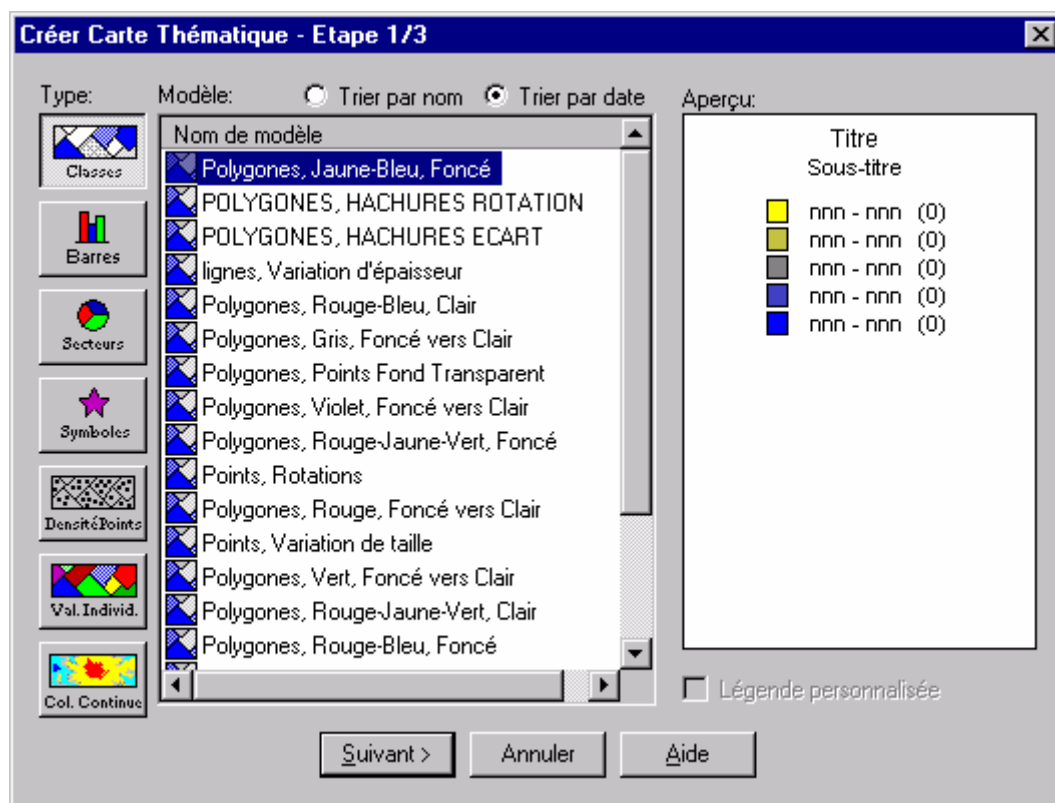 Créer Carte Thématique - Etape 1/3
Type:
Modèle:
Trier par nom
Trier par date
Aperçu:
Classes
Barres
Secteurs
Symboles
DensitéPoints
Val. Individ.
Col. Continue
Nom de modèle
Polygones, Jaune-Bleu, Foncé
POLYGONES, HACHURES ROTATION
POLYGONES, HACHURES ECART
lignes, Variation d'épaisseur
Polygones, Rouge-Bleu, Clair
Polygones, Gris, Foncé vers Clair
Polygones, Points Fond Transparent
Polygones, Violet, Foncé vers Clair
Polygones, Rouge-Jaune-Vert, Foncé
Points, Rotations
Polygones, Rouge, Foncé vers Clair
Points, Variation de taille
Polygones, Vert, Foncé vers Clair
Polygones, Rouge-Jaune-Vert, Clair
Polygones, Rouge-Bleu, Foncé
Titre
Sous-titre
nnn - nnn (0)
nnn - nnn (0)
nnn - nnn (0)
nnn - nnn (0)
nnn - nnn (0)
Légende personnalisée
Suivant >
Annuler
Aide